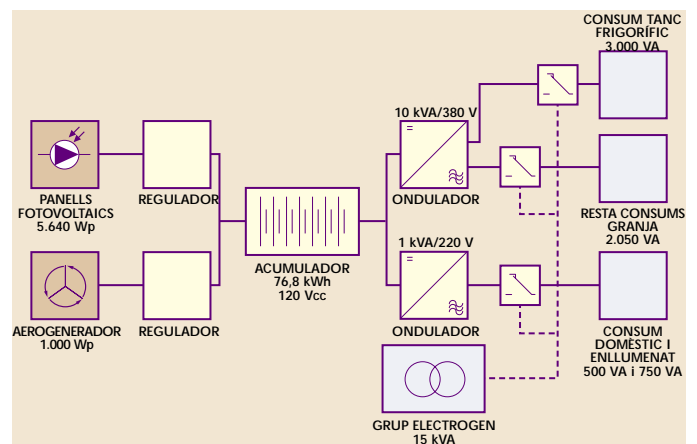 CONSUM TANC
FRIGORÍFIC
3.000 VA
10 kVA/380 V
PANELLS
FOTOVOLTAICS
5.640 Wp
REGULADOR
ONDULADOR
RESTA CONSUMS
GRANJA
2.050 VA
1 kVA/220 V
ACUMULADOR
76,8 kWh
120 Vcc
AEROGENERADOR
1.000 Wp
REGULADOR
ONDULADOR
CONSUM
DOMÈSTIC I
ENLLUMENAT
500 VA i 750 VA
GRUP ELECTROGEN
15 kVA